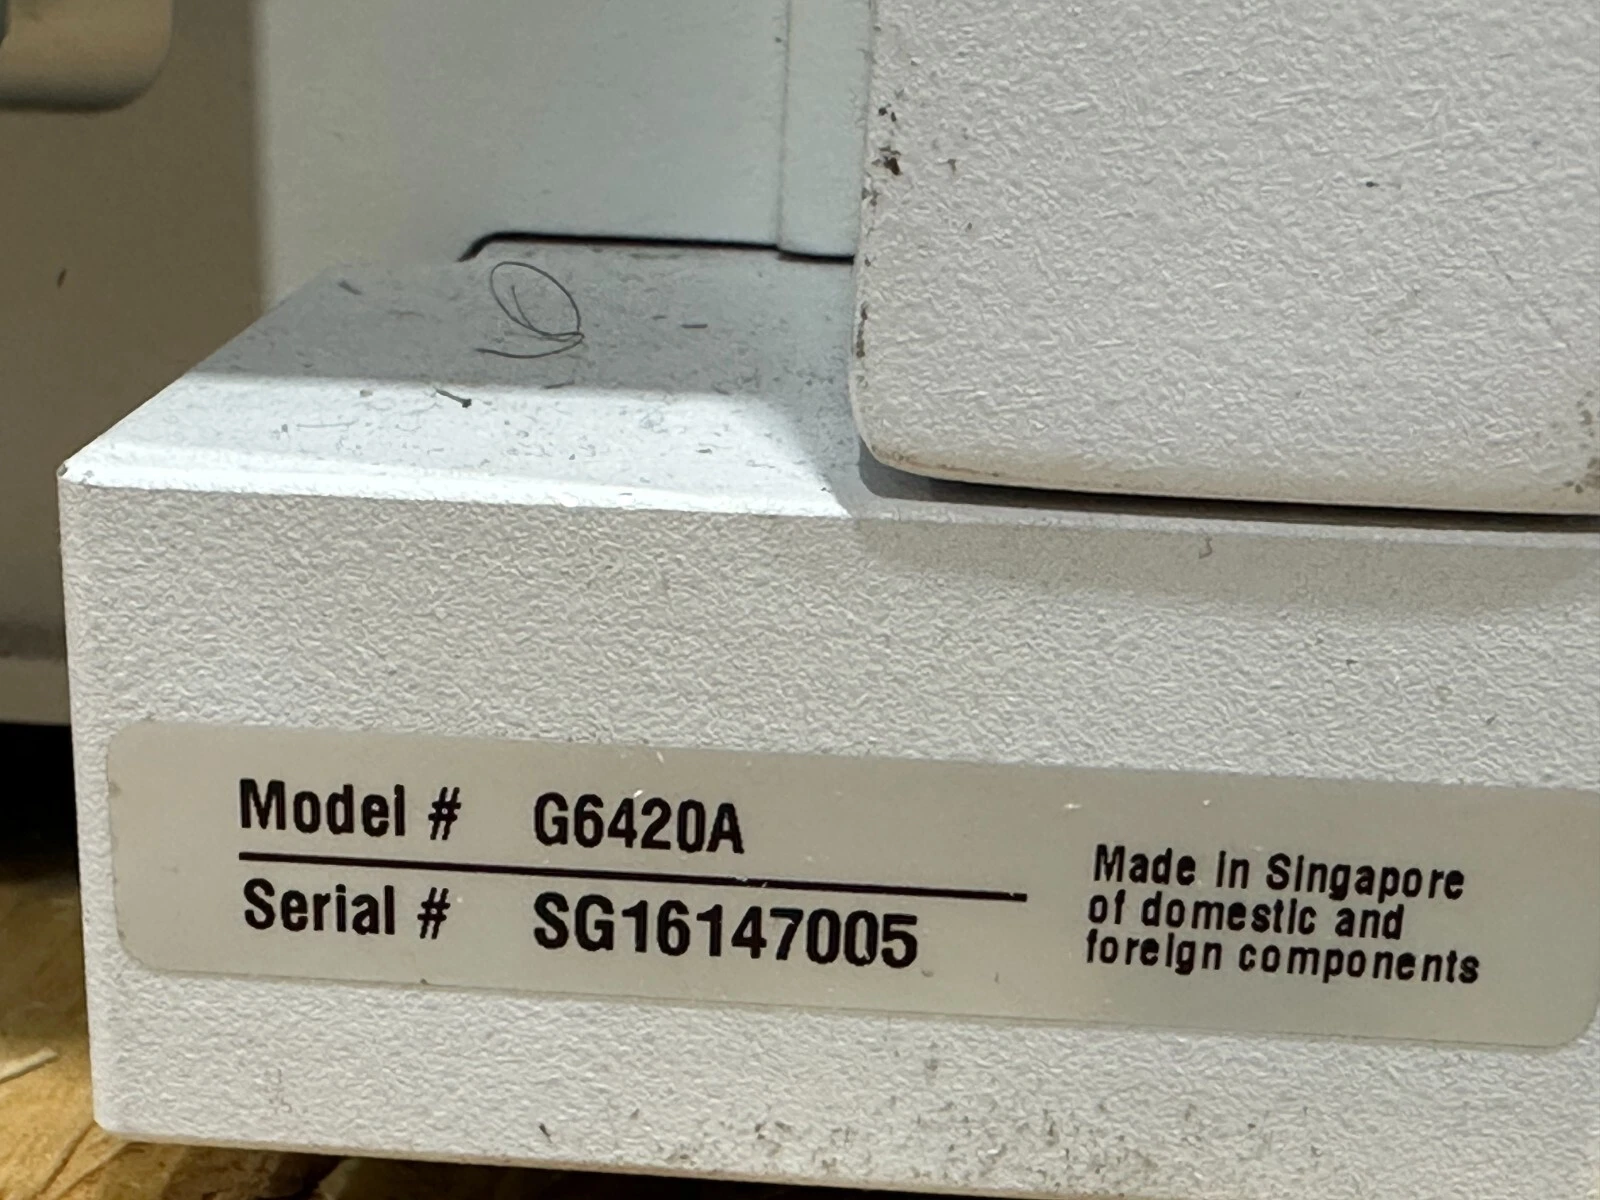 Model # G6420A
Serial # SG16147005
Made in Singapore
of domestic and
foreign components